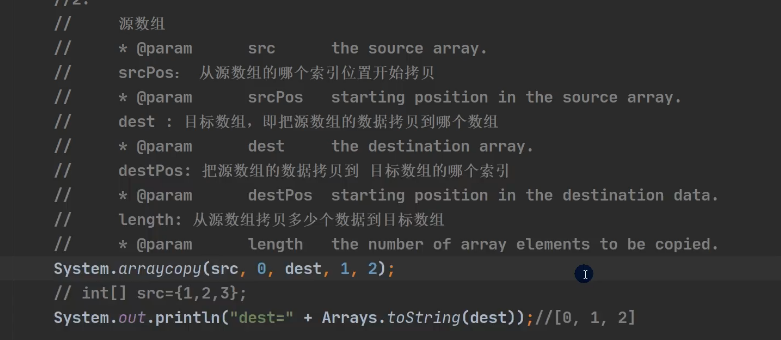 //2.
//     源数组
//     * @param      src      the source array.
//     srcPos： 从源数组的哪个索引位置开始拷贝
//     * @param      srcPos   starting position in the source array.
//     dest : 目标数组，即把源数组的数据拷贝到哪个数组
//     * @param      dest     the destination array.
//     destPos: 把源数组的数据拷贝到 目标数组的哪个索引
//     * @param      destPos  starting position in the destination data.
//     length: 从源数组拷贝多少个数据到目标数组
//     * @param      length   the number of array elements to be copied.
System.arraycopy(src, 0, dest, 1, 2);
// int[] src={1,2,3};
System.out.println("dest=" + Arrays.toString(dest));//[0, 1, 2]